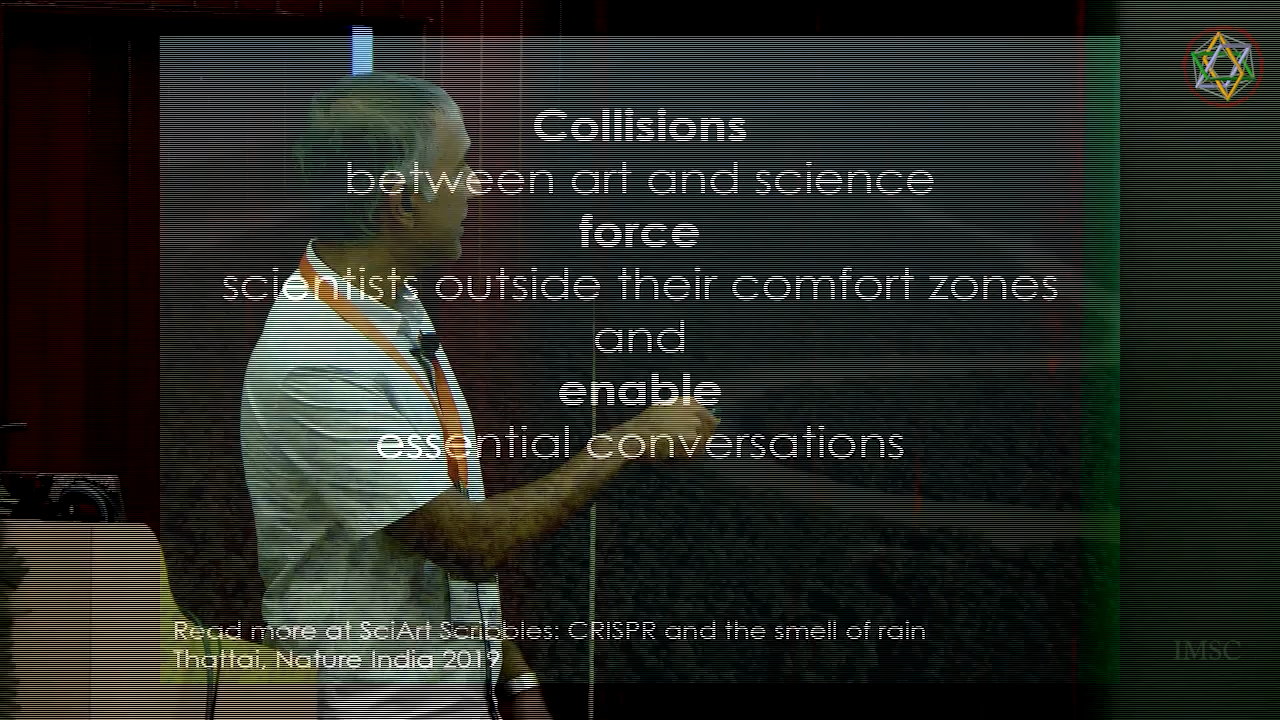 Collisions
between art and science
force
scientists outside their comfort zones
and
enable
essential conversations
Read more at SciArt Scribbles: CRISPR and the smell of rain
Thattai, Nature India 2019
IMSC